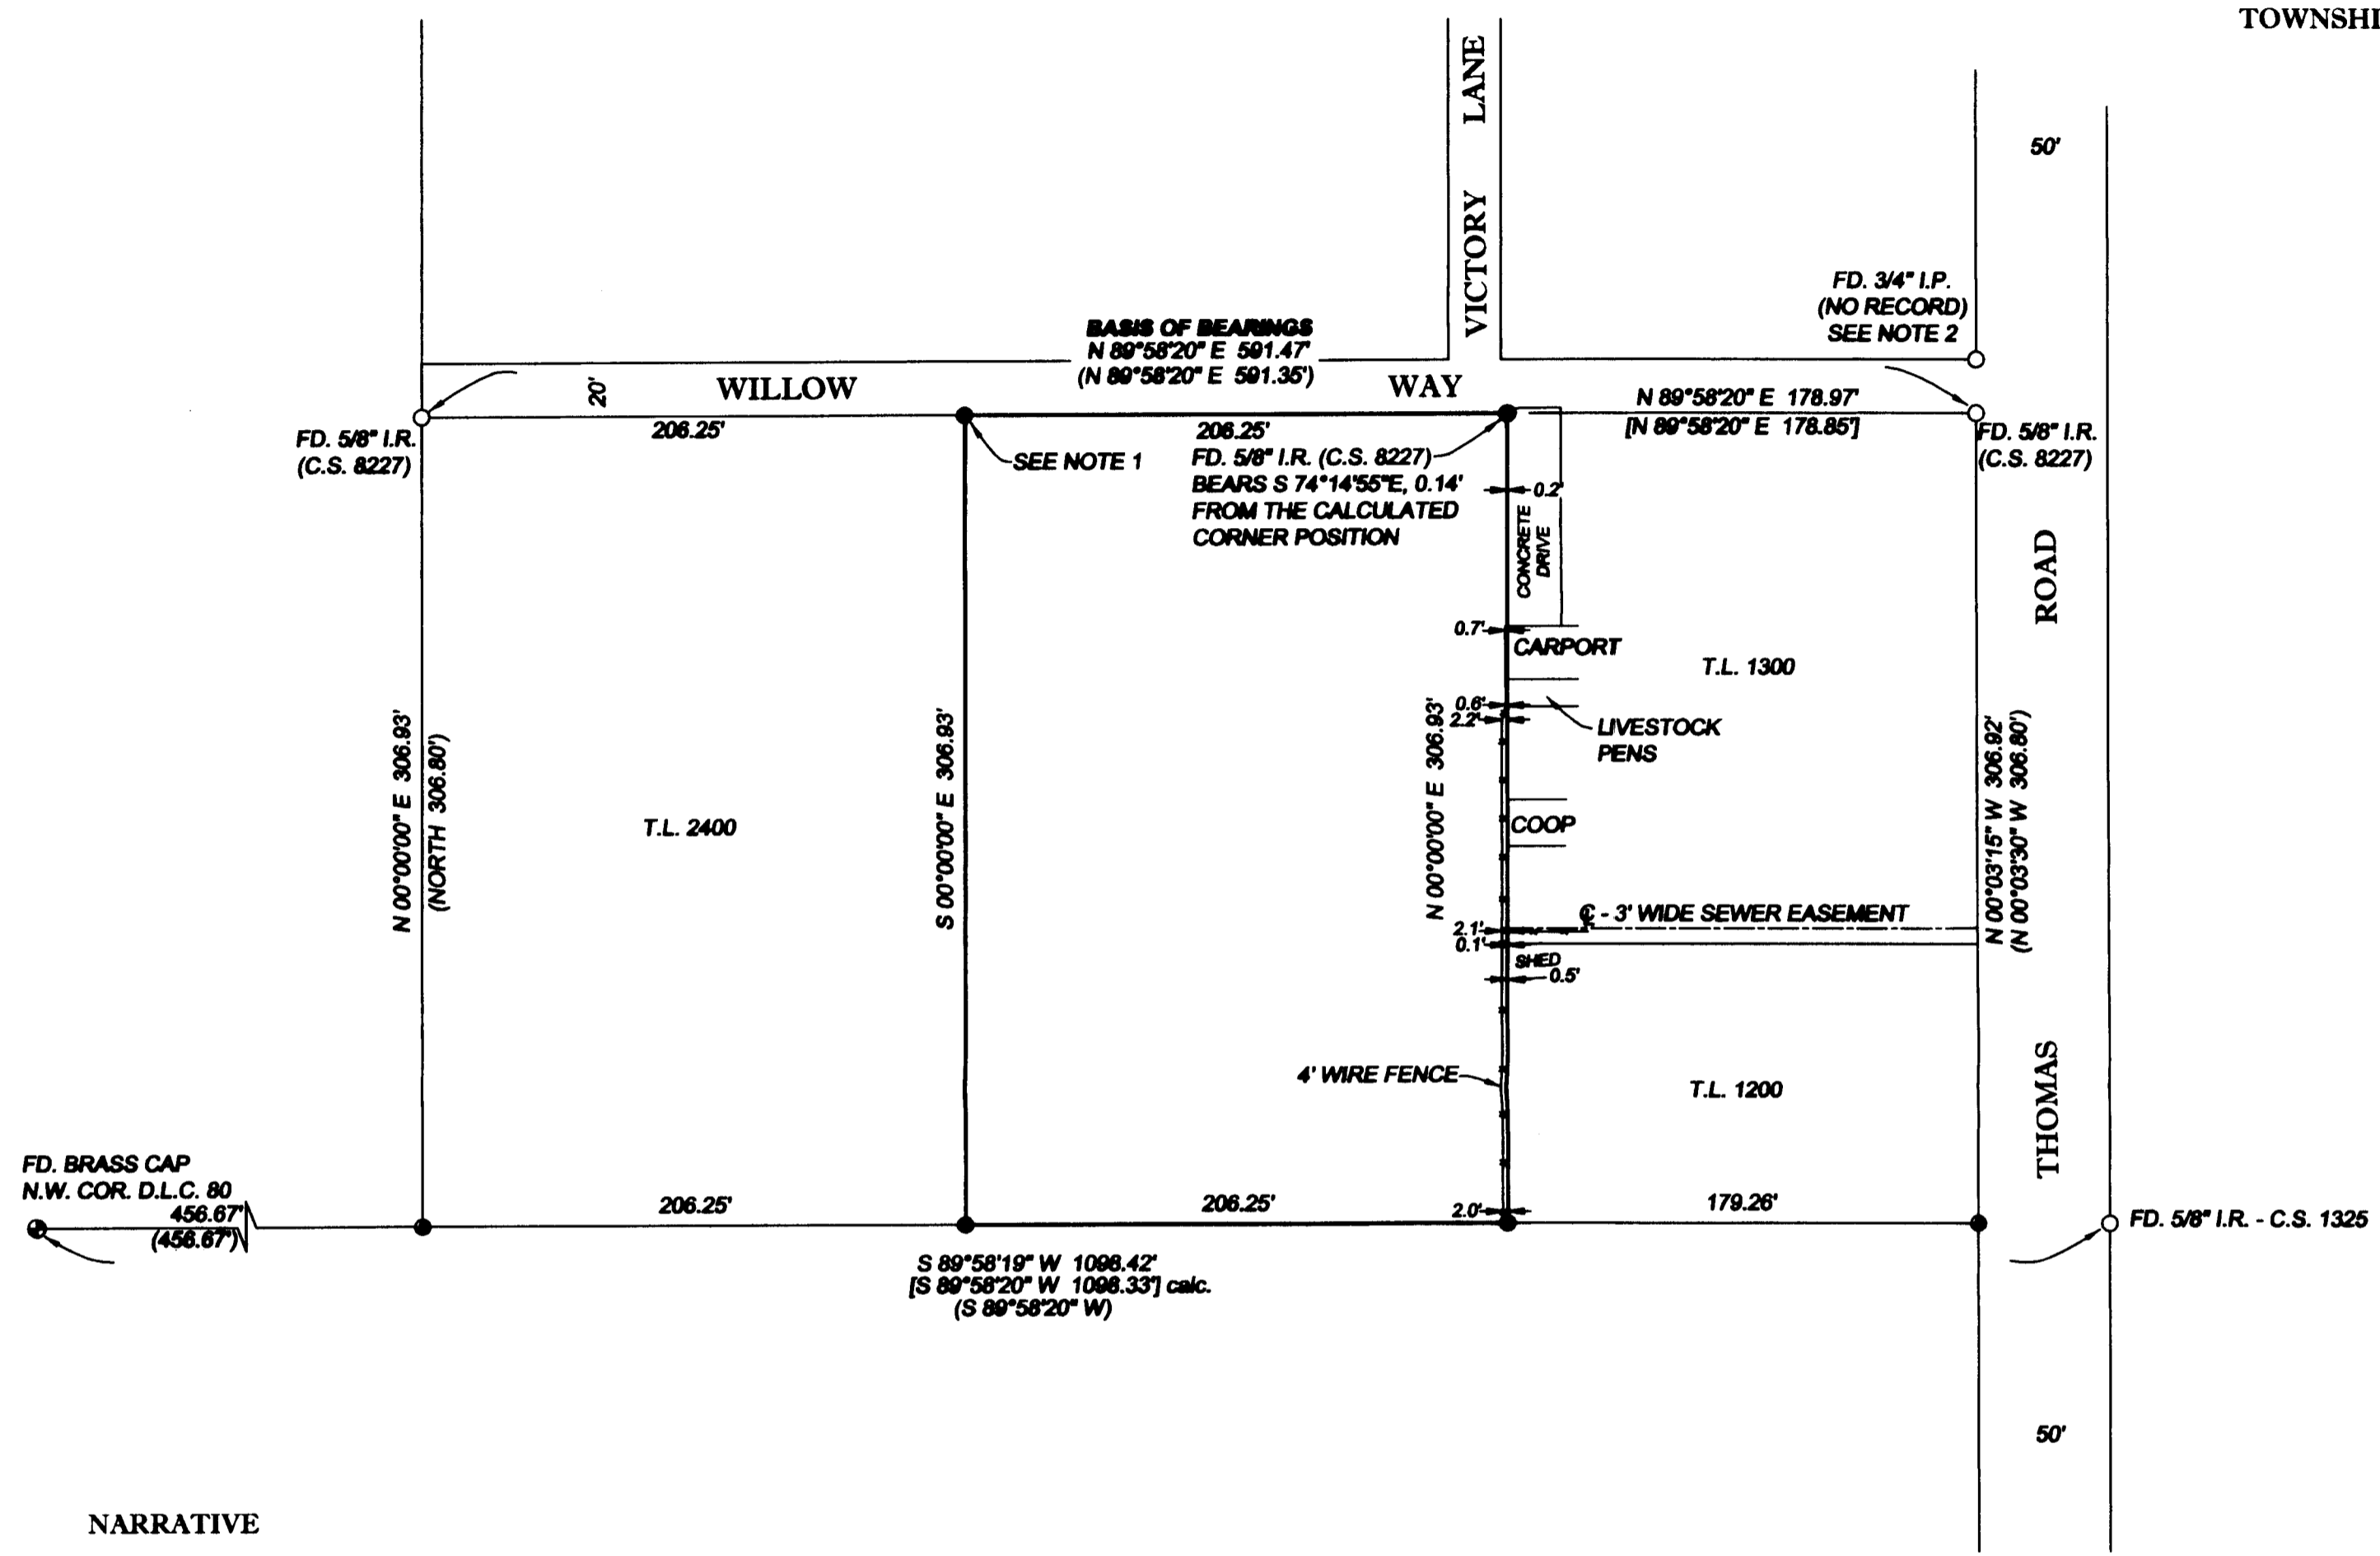 TOWNSHI
VICTORY LANE
50'
FD. 3/4" I.P.
(NO RECORD)
SEE NOTE 2
BASIS OF BEARINGS
N 89°58'20" E 591.47'
(N 89°58'20" E 591.35')
20'
WILLOW WAY
N 89°58'20" E 178.97'
[N 89°58'20" E 178.85']
FD. 5/8" I.R.
(C.S. 8227)
206.25'
SEE NOTE 1
206.25'
FD. 5/8" I.R. (C.S. 8227)
BEARS S 74°14'55"E, 0.14'
FROM THE CALCULATED
CORNER POSITION
FD. 5/8" I.R.
(C.S. 8227)
0.2'
CONCRETE
DRIVE
0.7'
CARPORT
T.L. 1300
0.6'
2.2'
LIVESTOCK
PENS
N 00°00'00" E 306.93'
(NORTH 306.80')
T.L. 2400
S 00°00'00" E 306.93'
N 00°00'00" E 306.93'
COOP
N 00°03'15" W 306.92'
(N 00°03'30" W 306.80')
THOMAS ROAD
℄ - 3' WIDE SEWER EASEMENT
2.1'
0.1'
SHED
0.5'
4' WIRE FENCE
T.L. 1200
FD. BRASS CAP
N.W. COR. D.L.C. 80
456.67'
(456.67')
206.25'
206.25'
2.0'
179.26'
FD. 5/8" I.R. - C.S. 1325
S 89°58'19" W 1098.42'
[S 89°58'20" W 1098.33'] calc.
(S 89°58'20" W)
50'
NARRATIVE